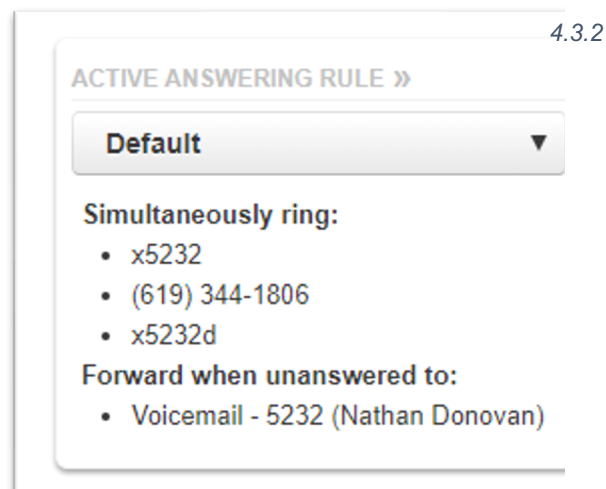 4.3.2
ACTIVE ANSWERING RULE »
Default ▼
Simultaneously ring:
• x5232
• (619) 344-1806
• x5232d
Forward when unanswered to:
• Voicemail - 5232 (Nathan Donovan)